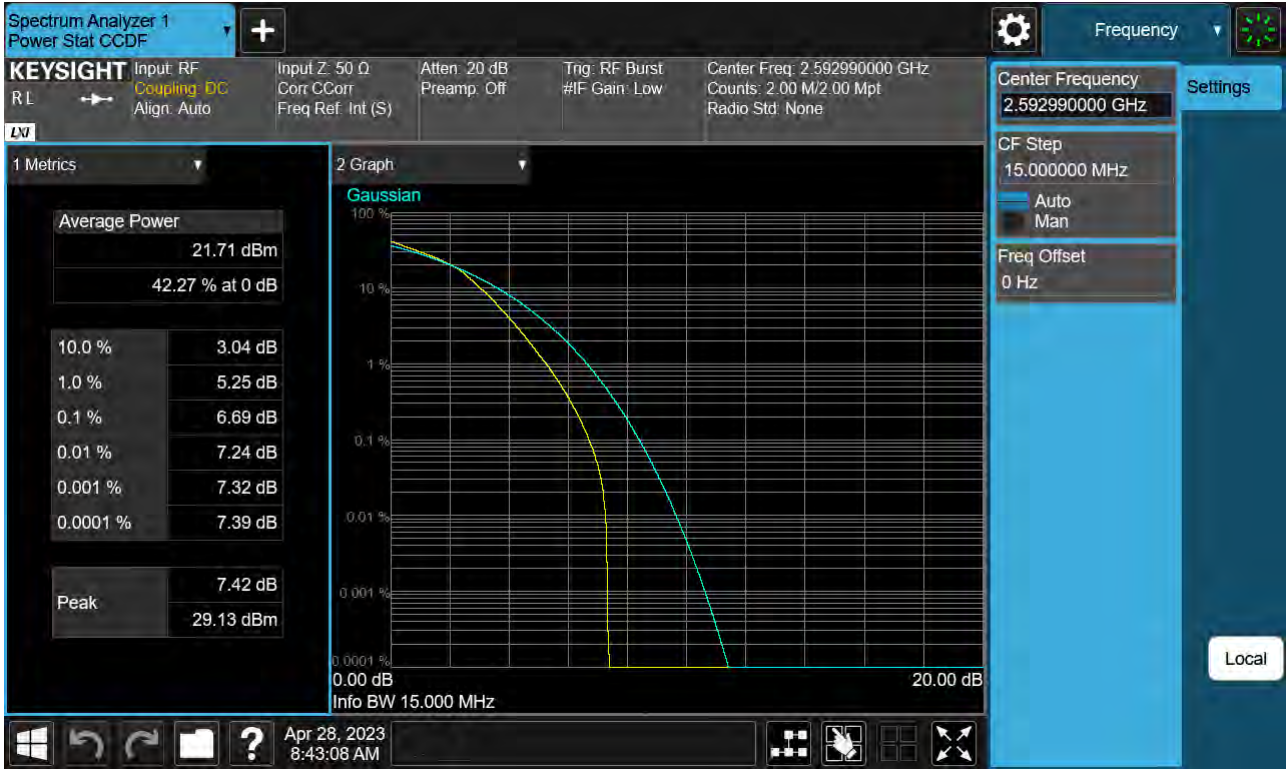 Spectrum Analyzer 1
Power Stat CCDF
+
Frequency
KEYSIGHT
R L
LXI
Input: RF
Coupling: DC
Align: Auto
Input Z: 50 Ω
Corr CCorr
Freq Ref: Int (S)
Atten: 20 dB
Preamp: Off
Trig: RF Burst
#IF Gain: Low
Center Freq: 2.592990000 GHz
Counts: 2.00 M/2.00 Mpt
Radio Std: None
Center Frequency
2.592990000 GHz
Settings
CF Step
15.000000 MHz
Auto
Man
Freq Offset
0 Hz
Local
1 Metrics
Average Power
21.71 dBm
42.27 % at 0 dB
10.0 % 3.04 dB
1.0 % 5.25 dB
0.1 % 6.69 dB
0.01 % 7.24 dB
0.001 % 7.32 dB
0.0001 % 7.39 dB
Peak
7.42 dB
29.13 dBm
2 Graph
Gaussian
100 %
10 %
1 %
0.1 %
0.01 %
0.001 %
0.0001 %
0.00 dB 20.00 dB
Info BW 15.000 MHz
?
Apr 28, 2023
8:43:08 AM